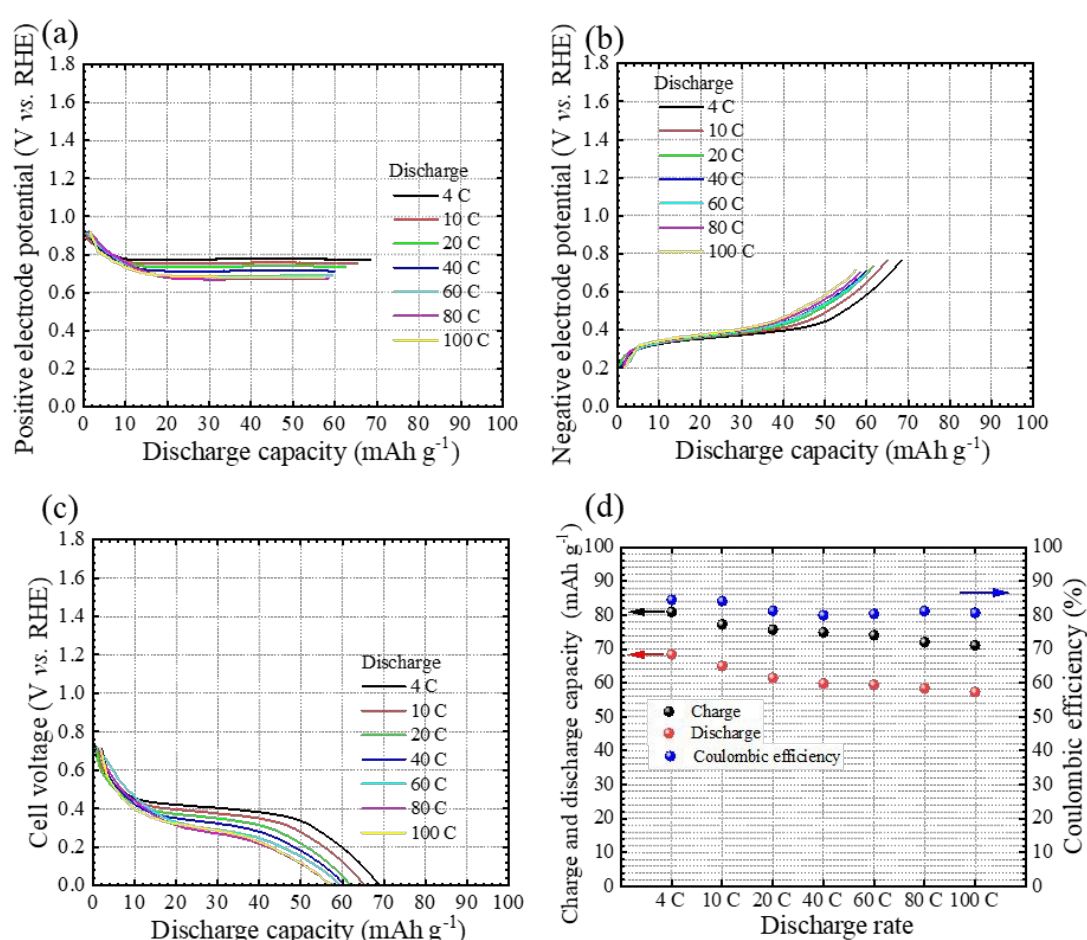 (a)
Positive electrode potential (V vs. RHE)
1.8
1.6
1.4
1.2
1.0
0.8
0.6
0.4
0.2
0.0
Discharge
4 C
10 C
20 C
40 C
60 C
80 C
100 C
0 10 20 30 40 50 60 70 80 90 100
Discharge capacity (mAh g-1)
(b)
Negative electrode potential (V vs. RHE)
1.8
1.6
1.4
1.2
1.0
0.8
0.6
0.4
0.2
0.0
Discharge
4 C
10 C
20 C
40 C
60 C
80 C
100 C
0 10 20 30 40 50 60 70 80 90 100
Discharge capacity (mAh g-1)
(c)
Cell voltage (V vs. RHE)
1.8
1.6
1.4
1.2
1.0
0.8
0.6
0.4
0.2
0.0
Discharge
4 C
10 C
20 C
40 C
60 C
80 C
100 C
0 10 20 30 40 50 60 70 80 90 100
Discharge capacity (mAh g-1)
(d)
Charge and discharge capacity (mAh g-1)
100
90
80
70
60
50
40
30
20
10
0
Charge
Discharge
Coulombic efficiency
4 C 10 C 20 C 40 C 60 C 80 C 100 C
Discharge rate
100
90
80
70
60
50
40
30
20
10
0
Coulombic efficiency (%)